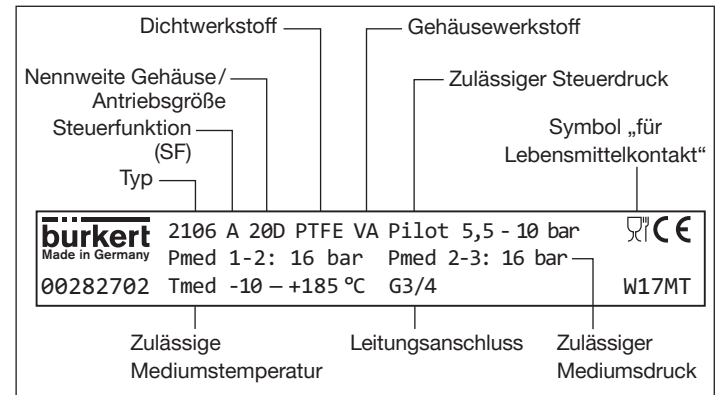 Dichtwerkstoff
Gehäusewerkstoff
Nennweite Gehäuse/
Antriebsgröße
Zulässiger Steuerdruck
Steuerfunktion
(SF)
Symbol „für
Lebensmittelkontakt“
Typ
bürkert
Made in Germany
2106 A 20D PTFE VA Pilot 5,5 - 10 bar
CE
Pmed 1-2: 16 bar Pmed 2-3: 16 bar
00282702 Tmed -10 – +185 °C G3/4 W17MT
Zulässige
Mediumstemperatur
Leitungsanschluss
Zulässiger
Mediumsdruck